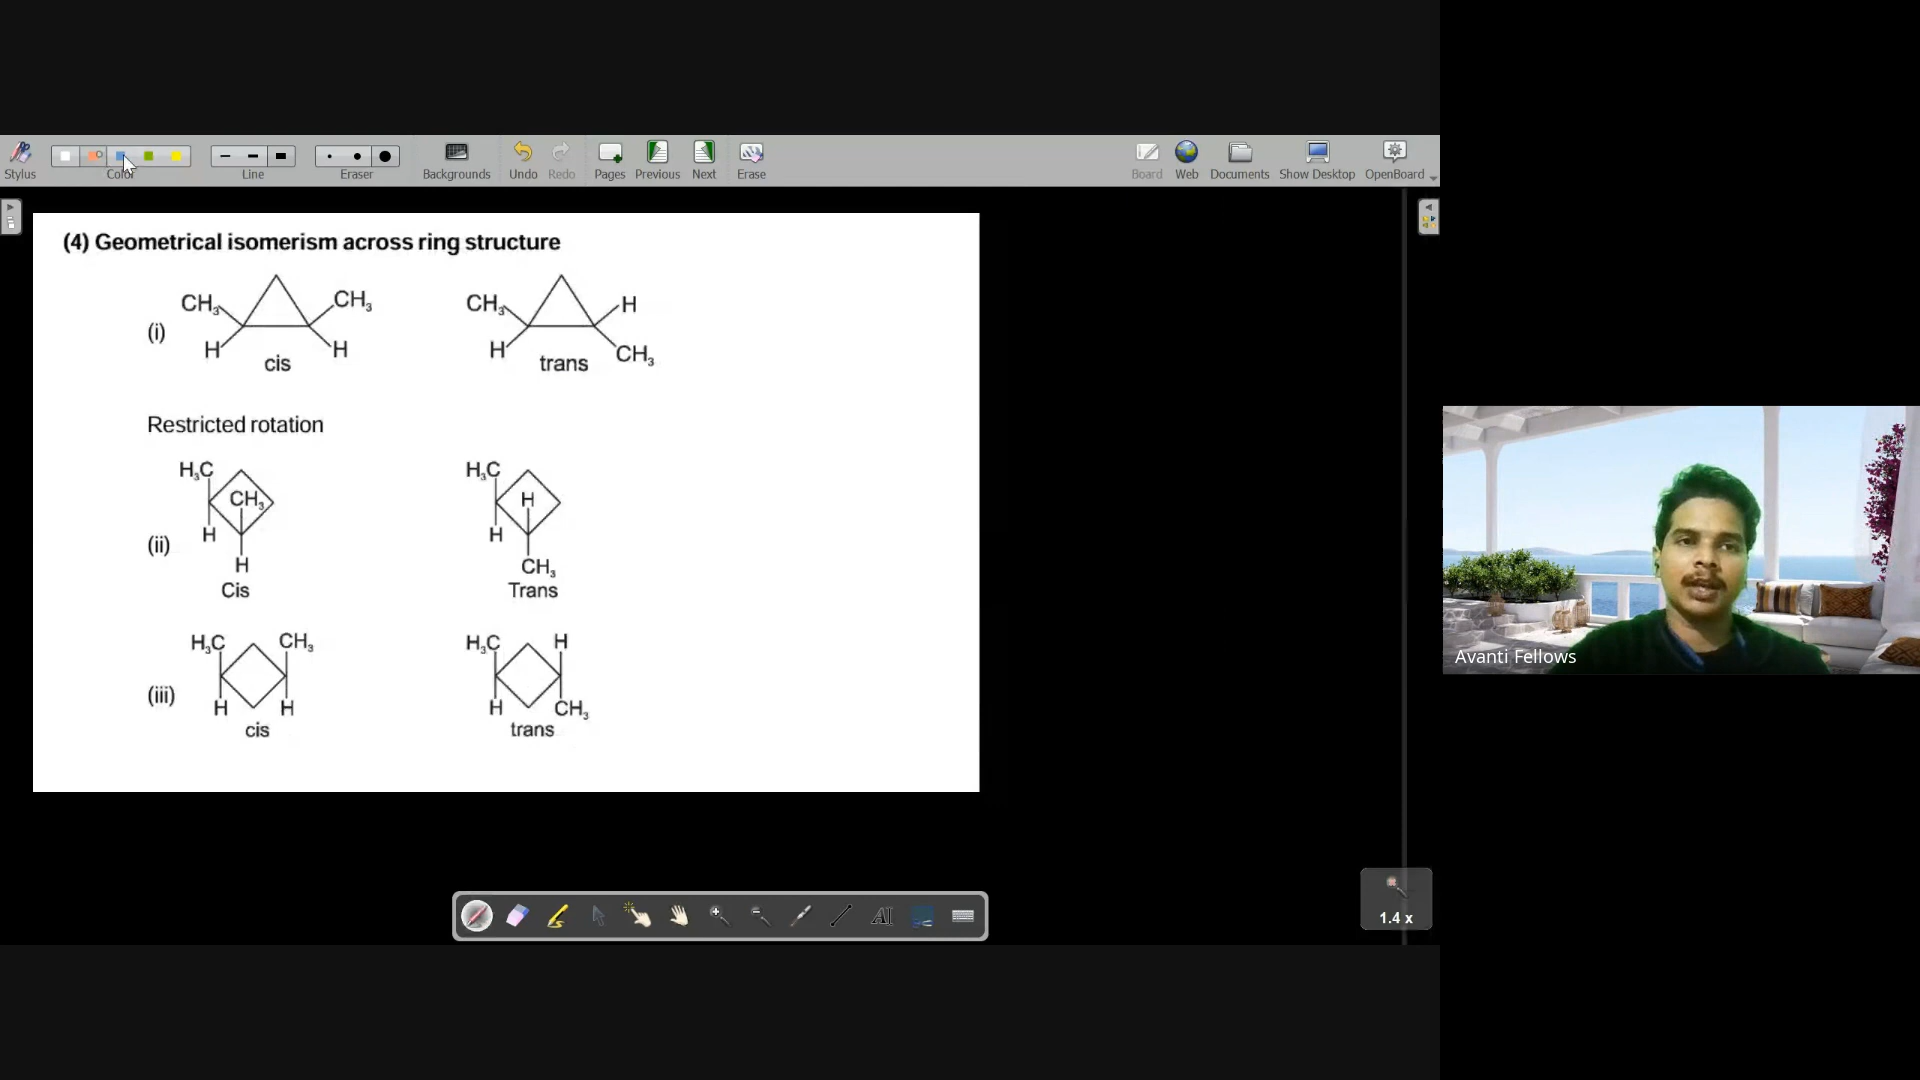 Stylus Color Line Eraser Backgrounds Undo Redo Pages Previous Next Erase Board Web Documents Show Desktop OpenBoard
(4) Geometrical isomerism across ring structure
CH₃ CH₃ CH₃ H
(i)
H H H CH₃
cis trans
Restricted rotation
H₃C H₃C
CH₃ H
H H
(ii)
H CH₃
Cis Trans
H₃C CH₃ H₃C H
(iii)
H H H CH₃
cis trans
Avanti Fellows
AI
1.4 x